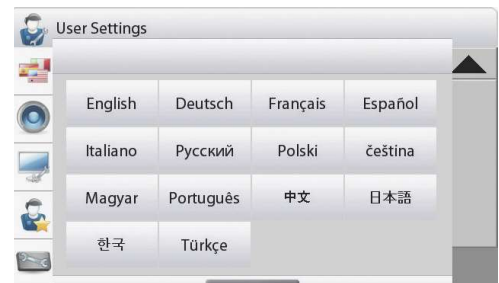 User Settings
English Deutsch Français Español
Italiano Русский Polski čeština
Magyar Português 中文 日本語
한국 Türkçe